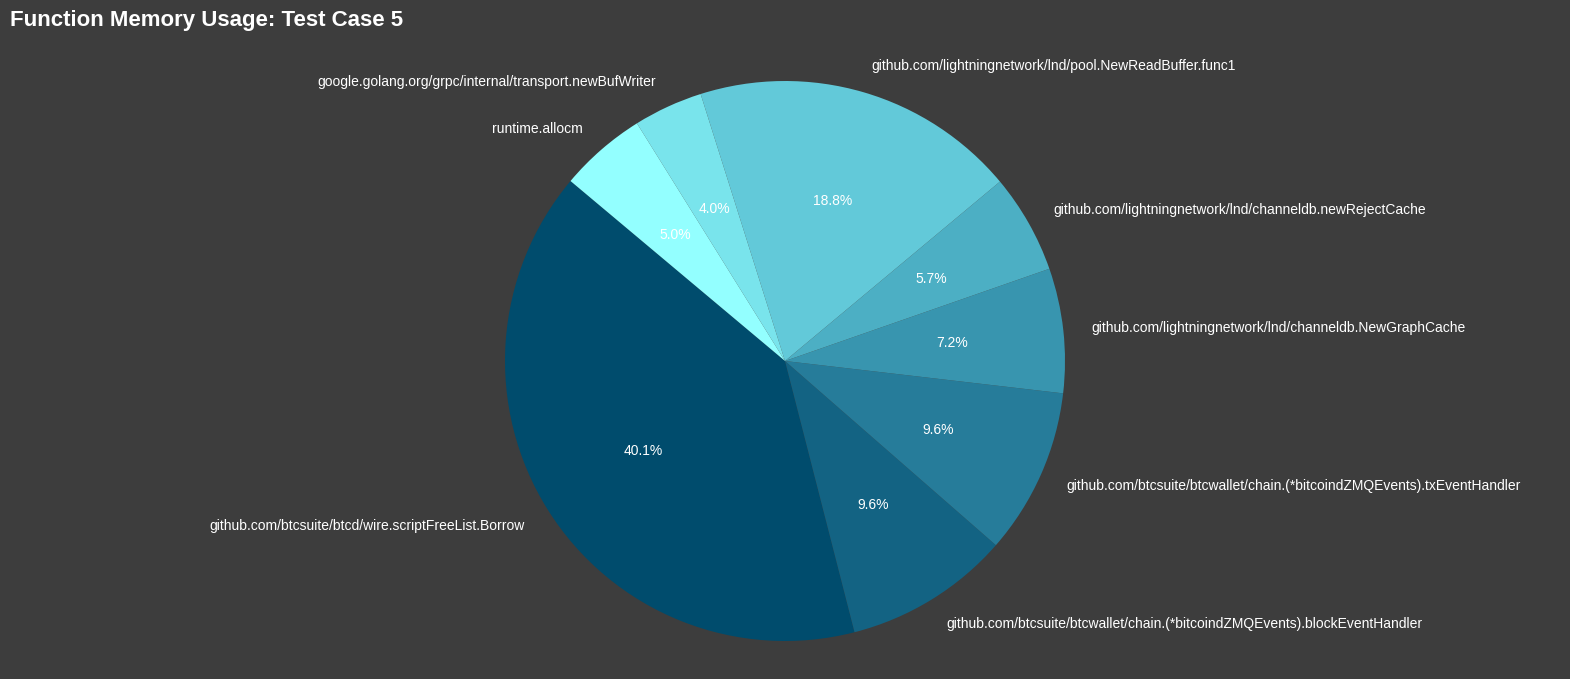 Function Memory Usage: Test Case 5
github.com/lightningnetwork/lnd/pool.NewReadBuffer.func1
google.golang.org/grpc/internal/transport.newBufWriter
runtime.allocm
18.8%
4.0%
github.com/lightningnetwork/lnd/channeldb.newRejectCache
5.0%
5.7%
github.com/lightningnetwork/lnd/channeldb.NewGraphCache
7.2%
9.6%
40.1%
github.com/btcsuite/btcwallet/chain.(*bitcoindZMQEvents).txEventHandler
9.6%
github.com/btcsuite/btcd/wire.scriptFreeList.Borrow
github.com/btcsuite/btcwallet/chain.(*bitcoindZMQEvents).blockEventHandler